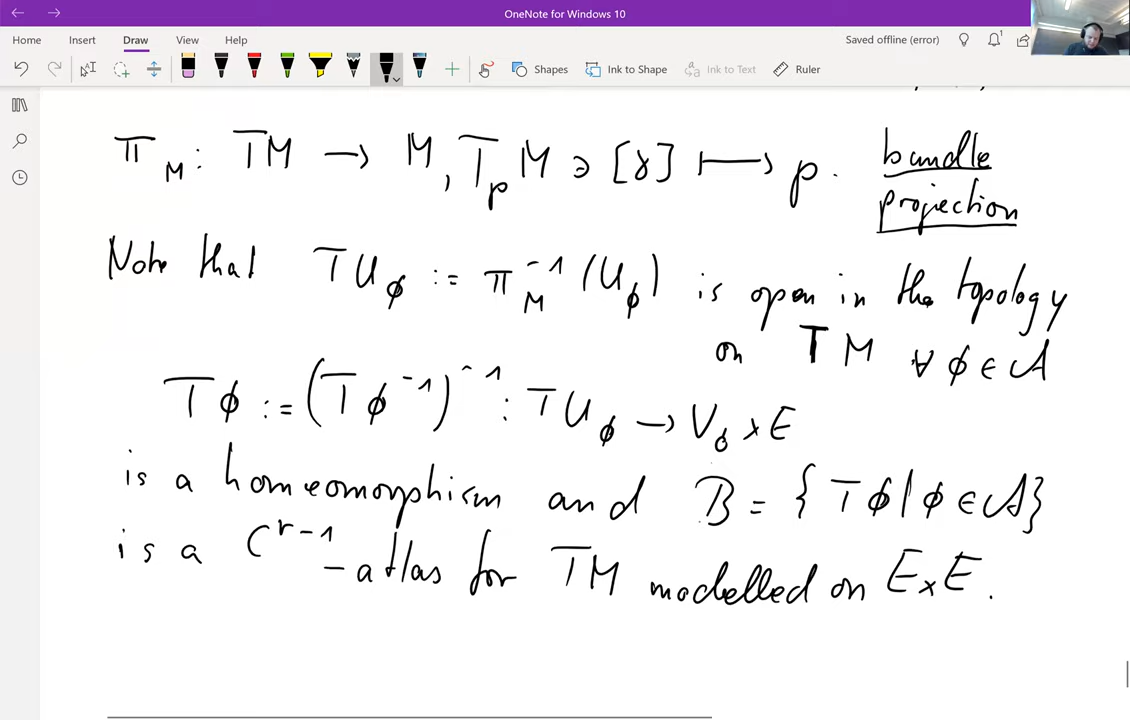 OneNote for Windows 10
Home Insert Draw View Help
Saved offline (error)
Shapes Ink to Shape Ink to Text Ruler
π_M : TM → M, T_pM ∋ [γ] ↦ p. bundle
projection
Note that TU_ϕ := π_M^{-1}(U_ϕ) is open in the topology
on TM ∀ ϕ ∈ A
Tϕ := (Tϕ^{-1})^{-1} : TU_ϕ → V_ϕ × E
is a homeomorphism and B = { Tϕ | ϕ ∈ A }
is a C^{r-1} - atlas for TM modelled on E × E.